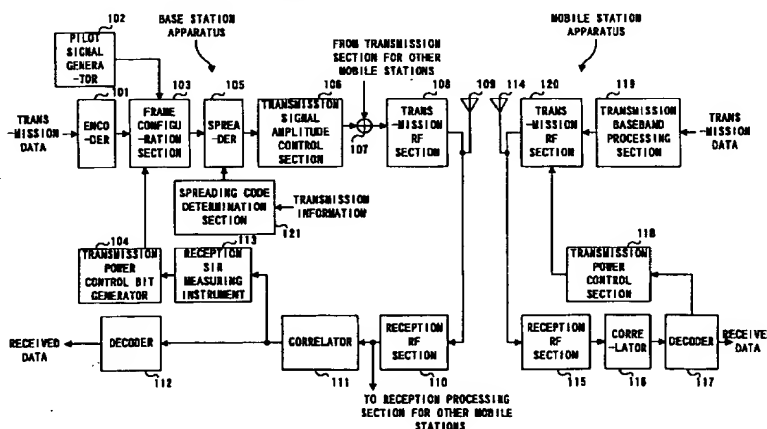 BASE STATION
APPARATUS
MOBILE STATION
APPARATUS
FROM TRANSMISSION
SECTION FOR OTHER
MOBILE STATIONS
102
PILOT
SIGNAL
GENERA
-TOR
TRANS
-MISSION
DATA
101
ENCO
-DER
103
FRAME
CONFIGU
-RATION
SECTION
105
SPREA
-DER
106
TRANSMISSION
SIGNAL
AMPLITUDE
CONTROL
SECTION
107
108
TRANS
-MISSION
RF
SECTION
109
114
120
TRANS
-MISSION
RF
SECTION
119
TRANSMISSION
BASEBAND
PROCESSING
SECTION
TRANS
-MISSION
DATA
SPREADING CODE
DETERMINATION
SECTION
121
TRANSMISSION
INFORMATION
104
TRANSMISSION
POWER
CONTROL BIT
GENERATOR
113
RECEPTION
SIR
MEASURING
INSTRUMENT
118
TRANSMISSION
POWER
CONTROL
SECTION
RECEIVED
DATA
DECODER
112
CORRELATOR
111
RECEPTION
RF
SECTION
110
RECEPTION
RF
SECTION
115
CORRE
-LATOR
116
DECODER
117
RECEIVE
DATA
TO RECEPTION PROCESSING
SECTION FOR OTHER MOBILE
STATIONS